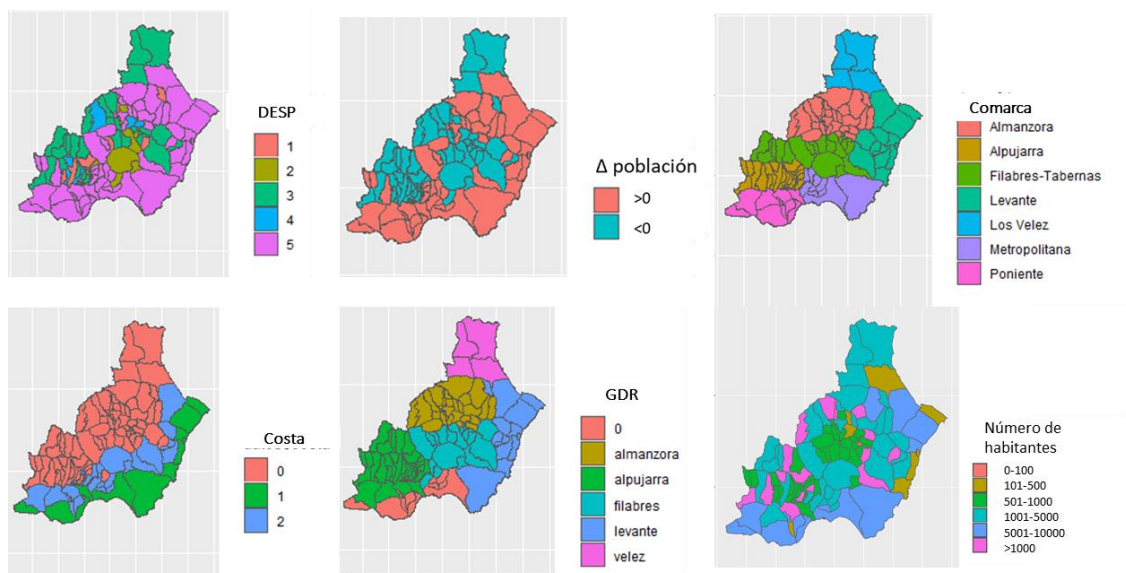 DESP
1
2
3
4
5
Δ población
>0
<0
Comarca
Almanzora
Alpujarra
Filabres-Tabernas
Levante
Los Velez
Metropolitana
Poniente
Costa
0
1
2
GDR
0
almanzora
alpujarra
filabres
levante
velez
Número de
habitantes
0-100
101-500
501-1000
1001-5000
5001-10000
>1000